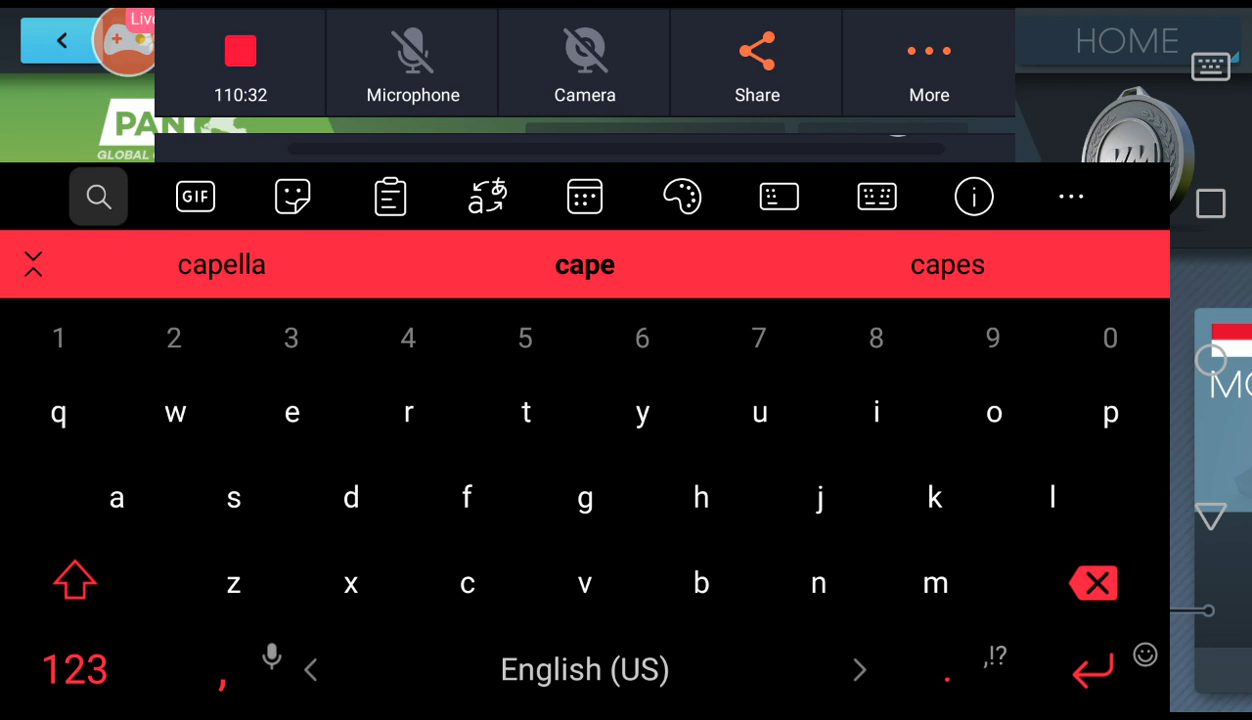 Live
110:32
Microphone
Camera
Share
More
HOME
PAN
GLOBAL
GIF
capella
cape
capes
1 2 3 4 5 6 7 8 9 0
q w e r t y u i o p
a s d f g h j k l
z x c v b n m
123 , English (US) . ,!?